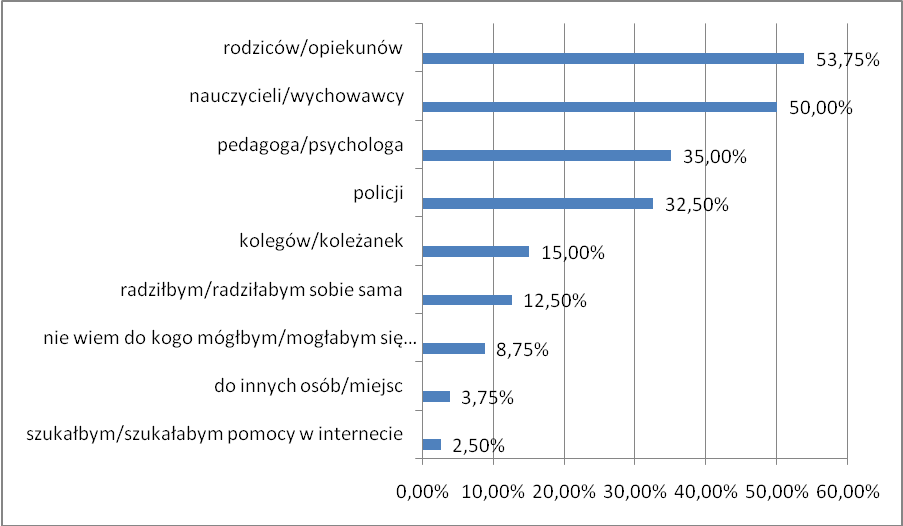 rodziców/opiekunów
53,75%
nauczycieli/wychowawcy
50,00%
pedagoga/psychologa
35,00%
policji
32,50%
kolegów/koleżanek
15,00%
radziłbym/radziłabym sobie sama
12,50%
nie wiem do kogo mógłbym/mogłabym się...
8,75%
do innych osób/miejsc
3,75%
szukałbym/szukałabym pomocy w internecie
2,50%
0,00% 10,00% 20,00% 30,00% 40,00% 50,00% 60,00%